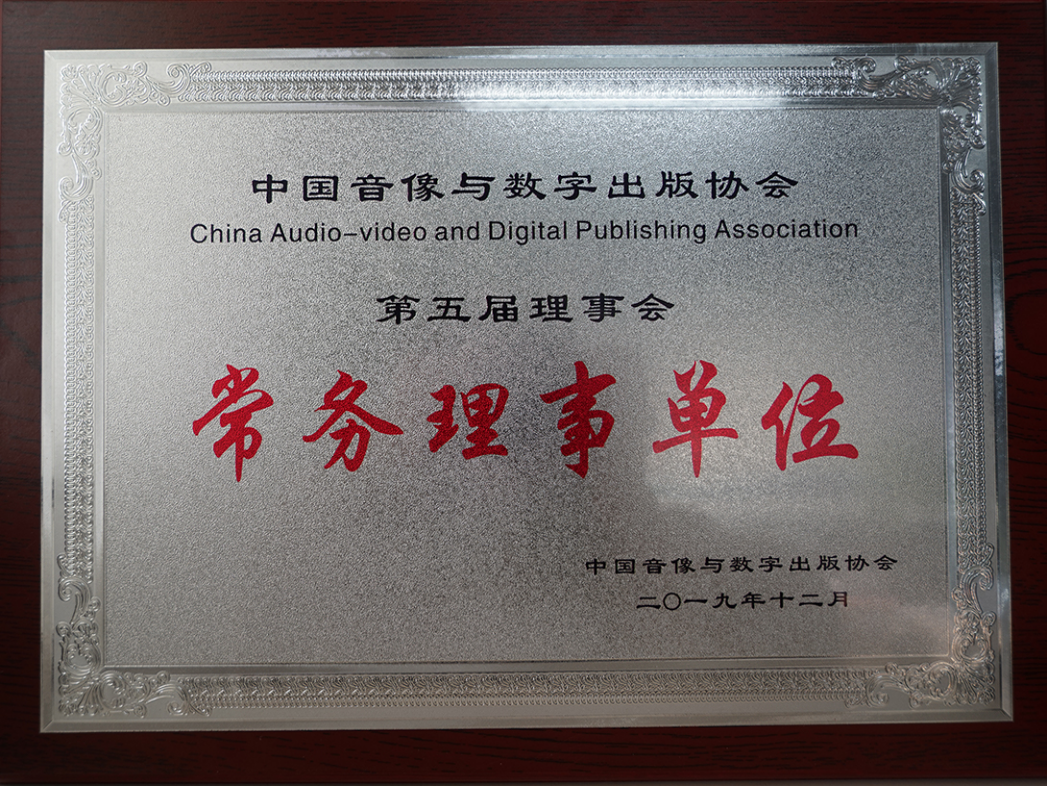 中国音像与数字出版协会
China Audio-video and Digital Publishing Association
第五届理事会
常务理事单位
中国音像与数字出版协会
二〇一九年十二月